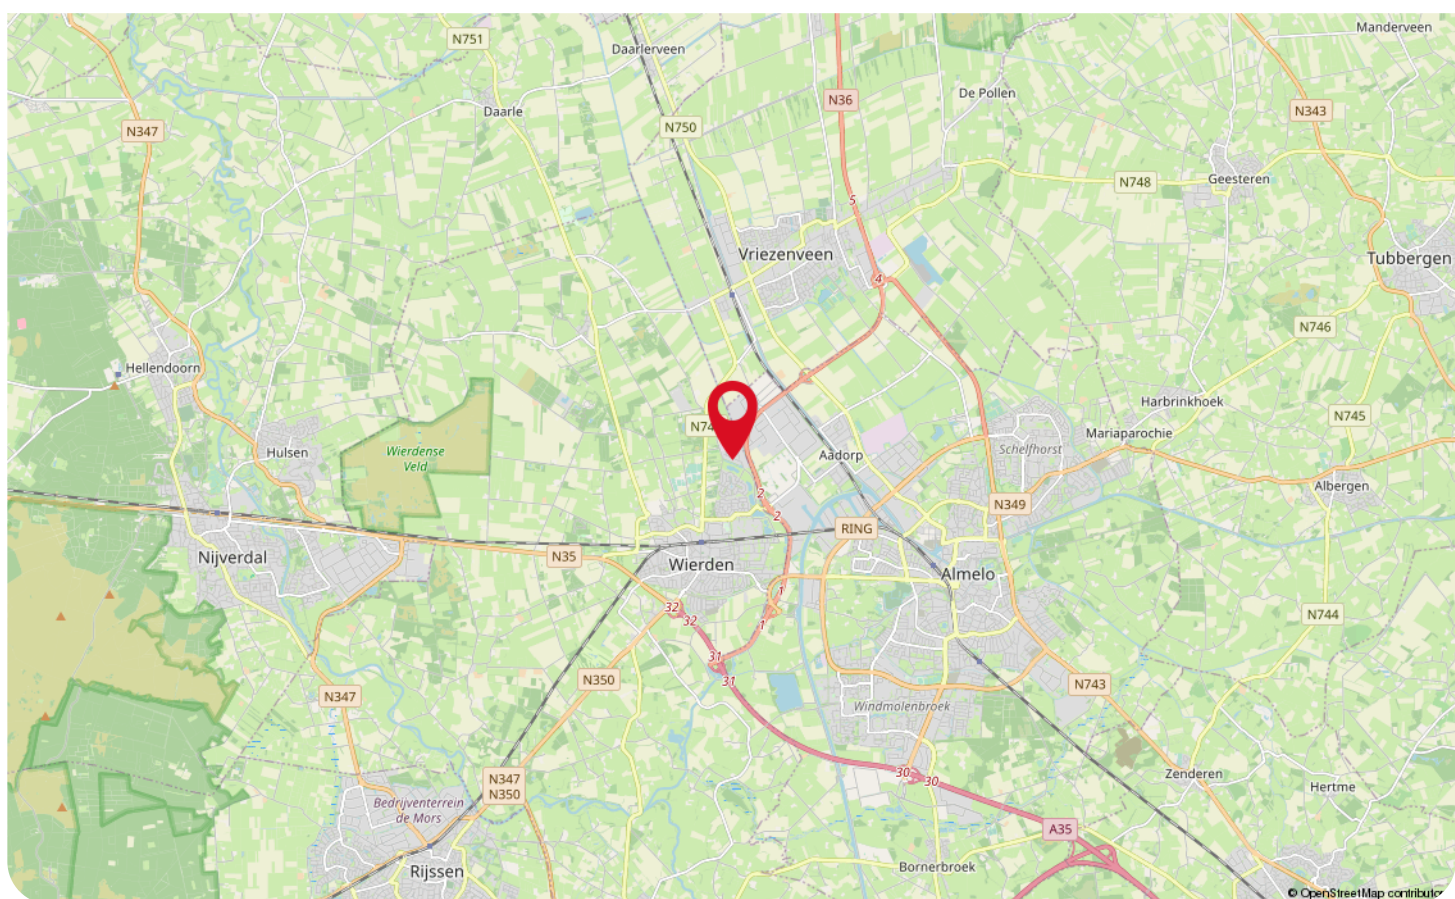 Manderveen
N751
Daarlerveen
De Pollen
N36
Daarle
N343
N347
N750
Geesteren
N748
5
Vriezenveen
Tubbergen
4
N746
Hellendoorn
Harbrinkhoek
N745
N74
Mariaparochie
Schelfhorst
Hulsen
Wierdense
Veld
Aadorp
Albergen
2
N349
2
RING
Nijverdal
N35
Wierden
Almelo
1
32
32
1
N744
31
N350
31
N743
N347
Windmolenbroek
30
30
Zenderen
N347
N350
Hertme
Bedrijventerrein
de Mors
A35
Bornerbroek
Rijssen
© OpenStreetMap contributor